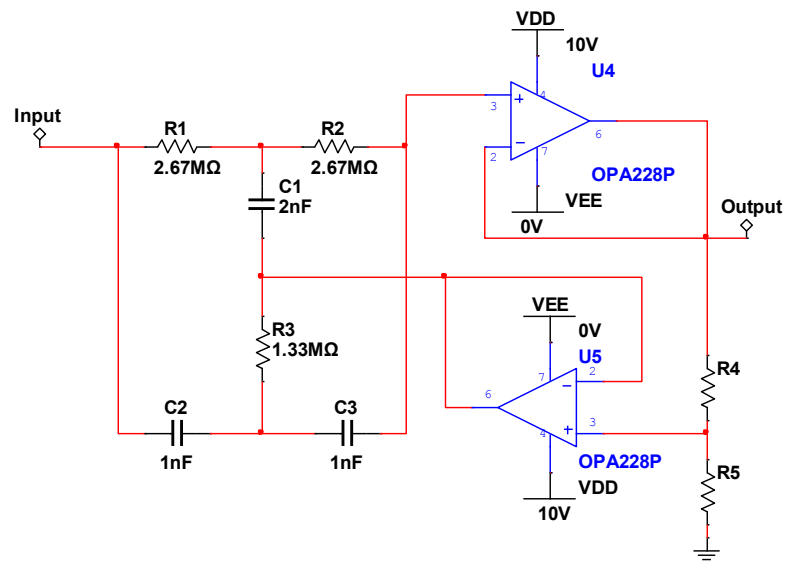 VDD
10V
U4
Input
R1
R2
4
3
6
2.67MΩ
2.67MΩ
2
C1
7
OPA228P
2nF
VEE
Output
0V
VEE
R3
0V
1.33MΩ
U5
R4
7
2
6
C2
C3
3
4
1nF
1nF
OPA228P
R5
VDD
10V